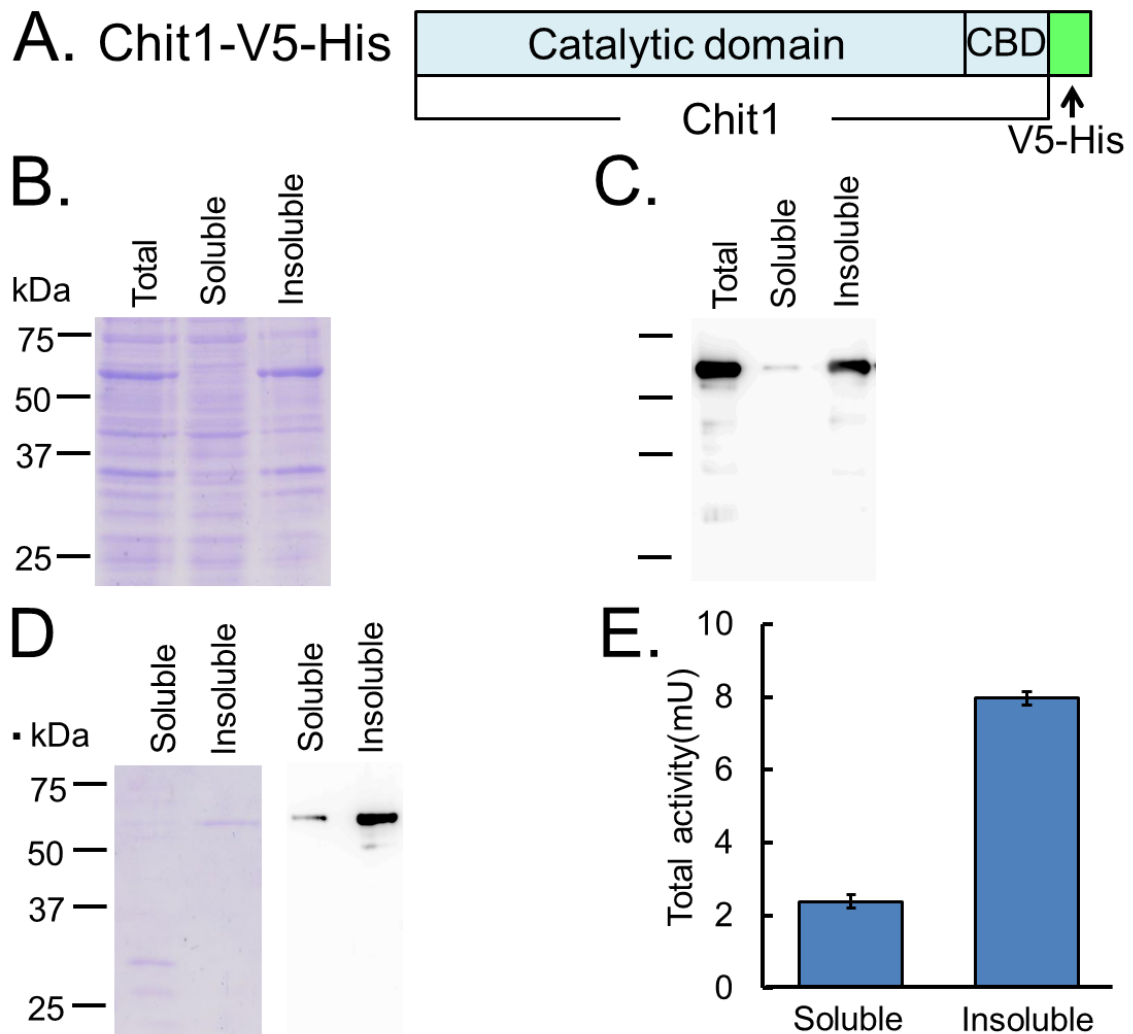 A. Chit1-V5-His
Catalytic domain CBD
Chit1
V5-His
B.
kDa
Total
Soluble
Insoluble
75
50
37
25
C.
Total
Soluble
Insoluble
D
. kDa
Soluble
Insoluble
Soluble
Insoluble
75
50
37
25
E.
Total activity(mU)
10
8
6
4
2
0
Soluble Insoluble